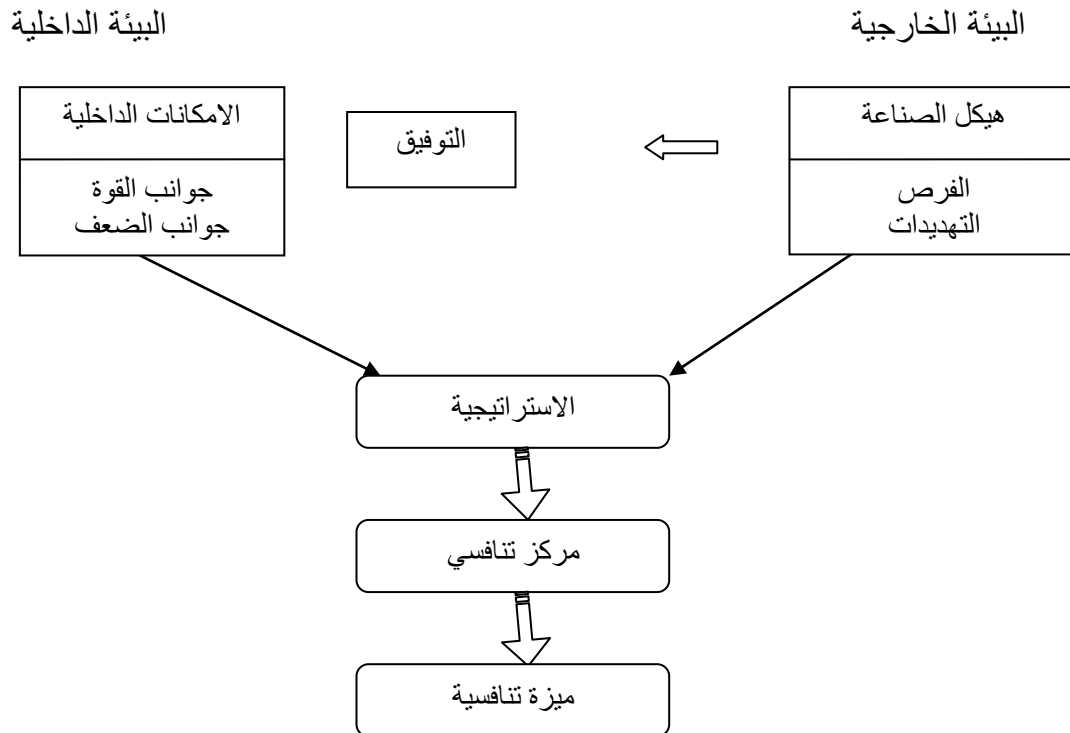 البيئة الخارجية
البيئة الداخلية
هيكل الصناعة
الفرص
التهديدات
التوفيق
الامكانات الداخلية
جوانب القوة
جوانب الضعف
الاستراتيجية
مركز تنافسي
ميزة تنافسية